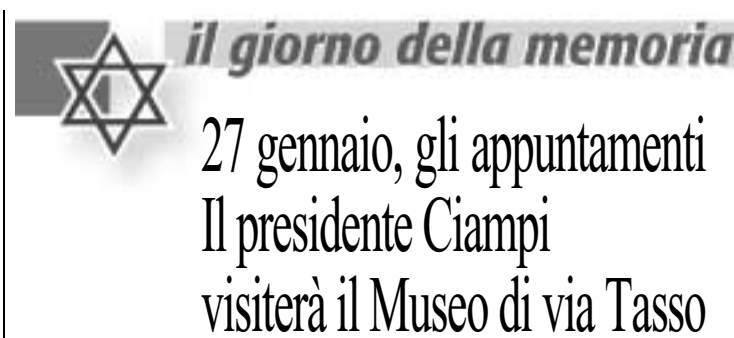 il giorno della memoria
27 gennaio, gli appuntamenti
Il presidente Ciampi
visiterà il Museo di via Tasso